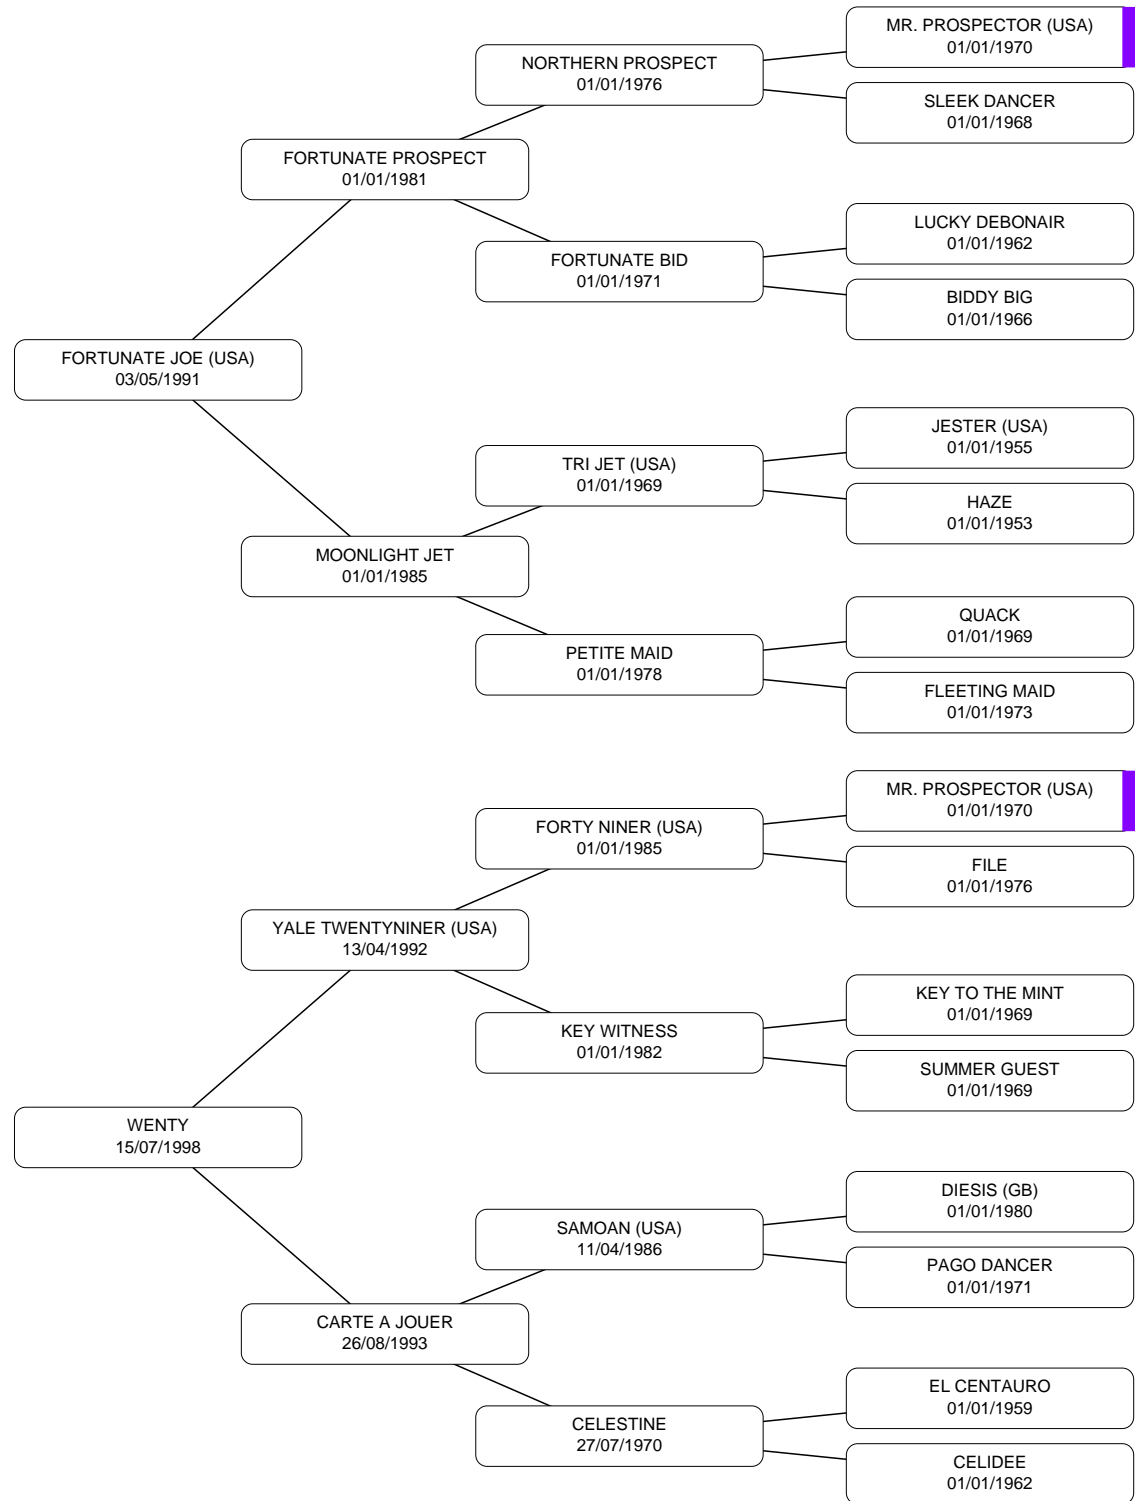 MR. PROSPECTOR (USA)
01/01/1970
NORTHERN PROSPECT
01/01/1976
SLEEK DANCER
01/01/1968
FORTUNATE PROSPECT
01/01/1981
LUCKY DEBONAIR
01/01/1962
FORTUNATE BID
01/01/1971
BIDDY BIG
01/01/1966
FORTUNATE JOE (USA)
03/05/1991
JESTER (USA)
01/01/1955
TRI JET (USA)
01/01/1969
HAZE
01/01/1953
MOONLIGHT JET
01/01/1985
QUACK
01/01/1969
PETITE MAID
01/01/1978
FLEETING MAID
01/01/1973
MR. PROSPECTOR (USA)
01/01/1970
FORTY NINER (USA)
01/01/1985
FILE
01/01/1976
YALE TWENTYNINER (USA)
13/04/1992
KEY TO THE MINT
01/01/1969
KEY WITNESS
01/01/1982
SUMMER GUEST
01/01/1969
WENTY
15/07/1998
DIESIS (GB)
01/01/1980
SAMOAN (USA)
11/04/1986
PAGO DANCER
01/01/1971
CARTE A JOUER
26/08/1993
EL CENTAURO
01/01/1959
CELESTINE
27/07/1970
CELIDEE
01/01/1962